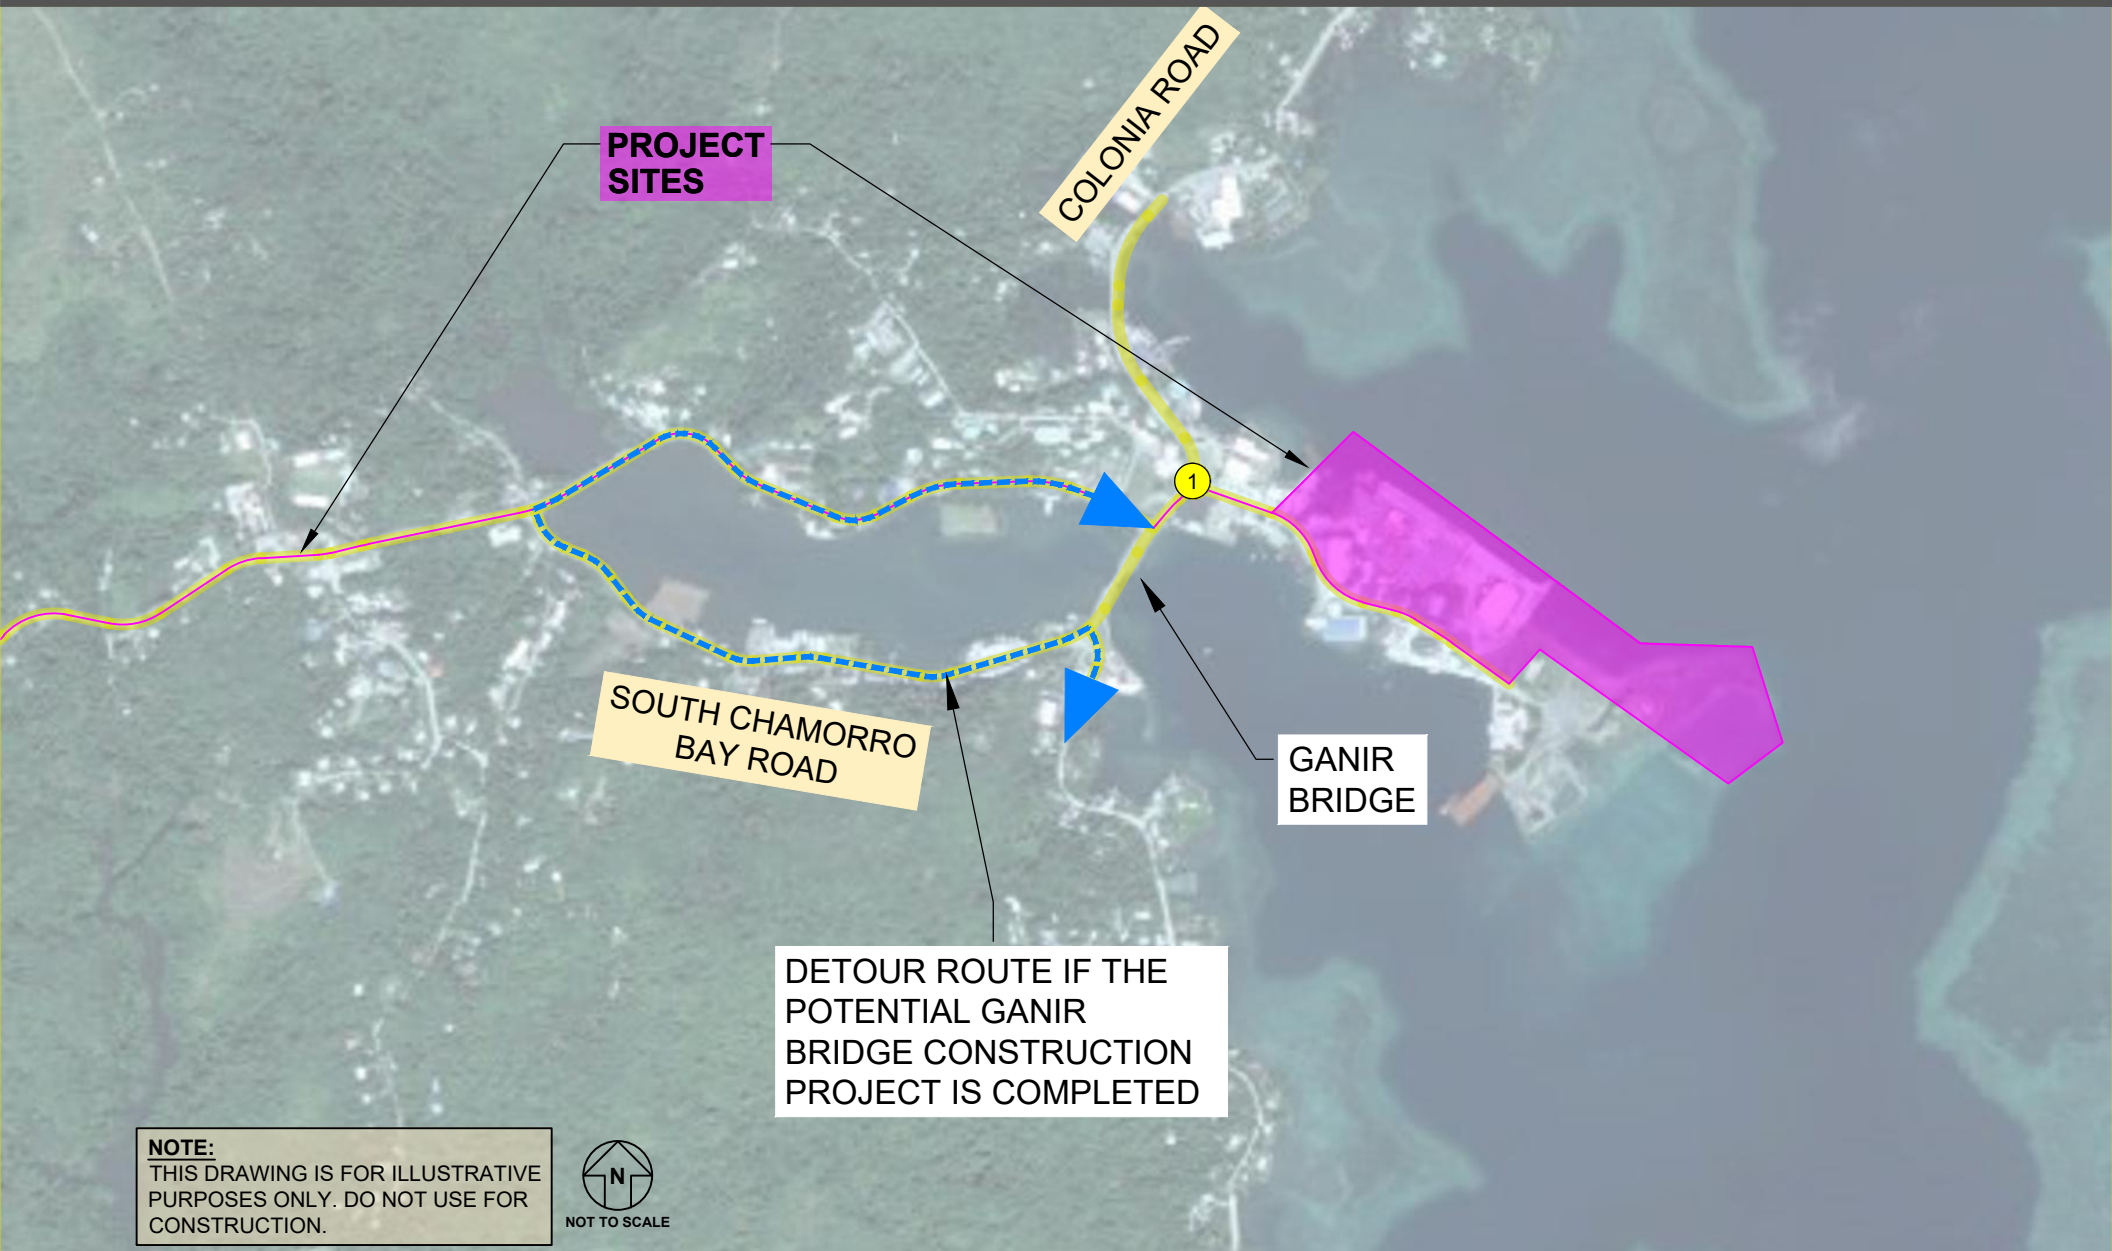 COLONIA ROAD
PROJECT
SITES
1
SOUTH CHAMORRO
BAY ROAD
GANIR
BRIDGE
DETOUR ROUTE IF THE
POTENTIAL GANIR
BRIDGE CONSTRUCTION
PROJECT IS COMPLETED
NOTE:
THIS DRAWING IS FOR ILLUSTRATIVE
PURPOSES ONLY. DO NOT USE FOR
CONSTRUCTION.
N
NOT TO SCALE